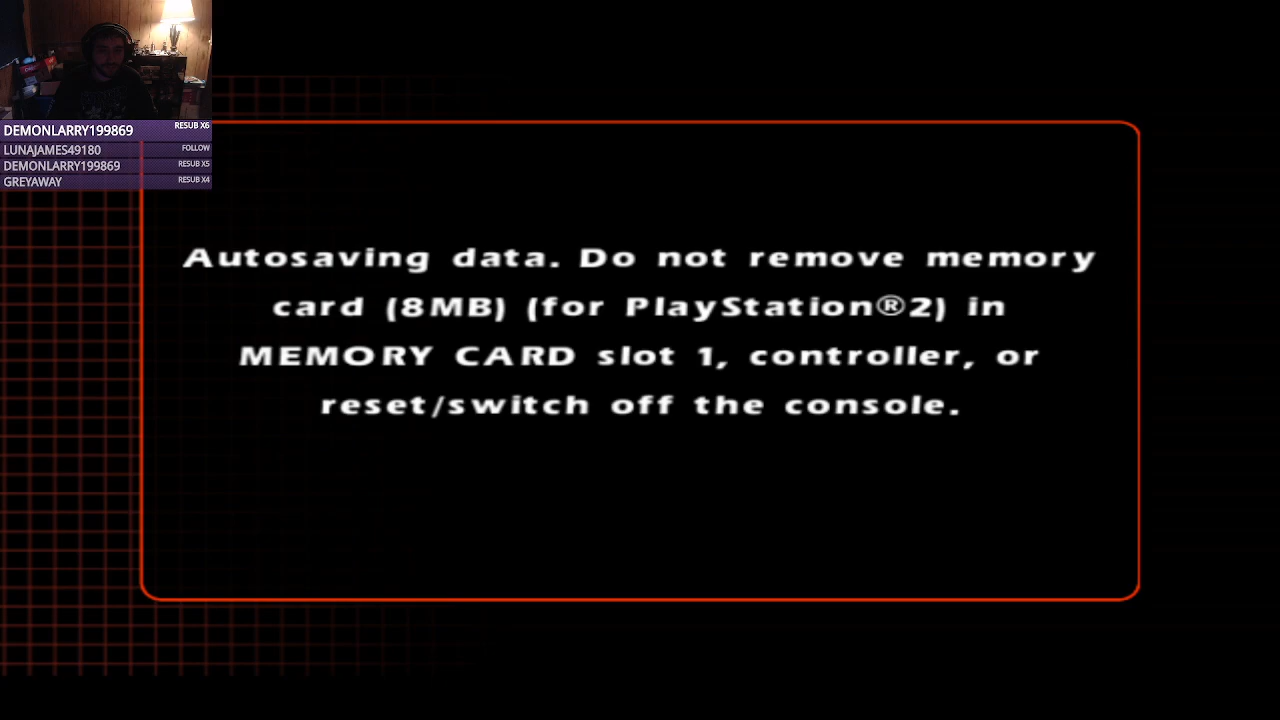 DEMONLARRY199869 RESUB X6
LUNAJAMES49180 FOLLOW
DEMONLARRY199869 RESUB X5
GREYAWAY RESUB X4
Autosaving data. Do not remove memory
card (8MB) (for PlayStation®2) in
MEMORY CARD slot 1, controller, or
reset/switch off the console.